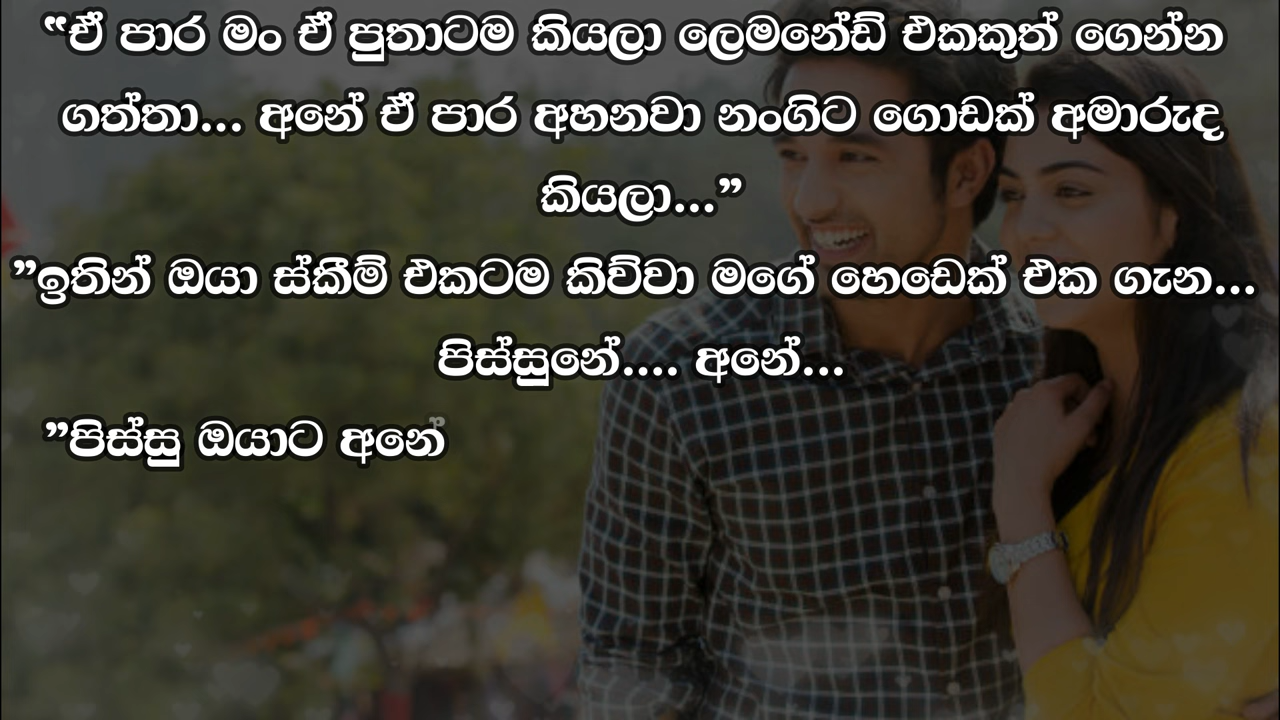 “ඒ පාර මං ඒ පුතාටම කියලා ලෙමනේඩ් එකකුත් ගෙන්න
ගත්තා... අනේ ඒ පාර අහනවා නංගිට ගොඩක් අමාරුද
කියලා...”
”ඉතින් ඔයා ස්කීම් එකටම කිව්වා මගේ හෙඩෙක් එක ගැන...
පිස්සුනේ.... අනේ...
”පිස්සු ඔයාට අනේ